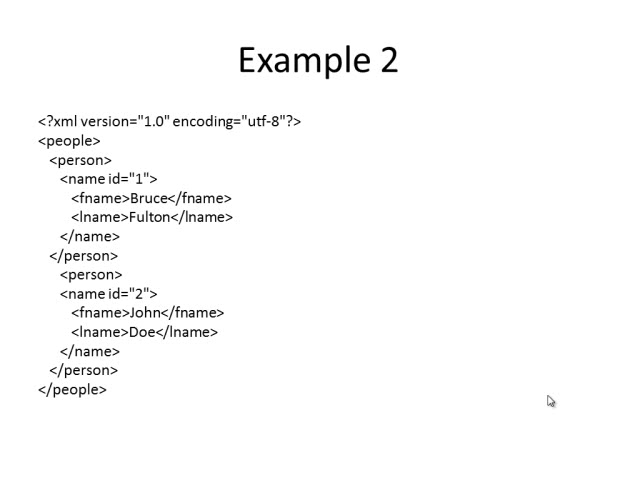 Example 2
<?xml version="1.0" encoding="utf-8"?>
<people>
<person>
<name id="1">
<fname>Bruce</fname>
<lname>Fulton</lname>
</name>
</person>
<person>
<name id="2">
<fname>John</fname>
<lname>Doe</lname>
</name>
</person>
</people>